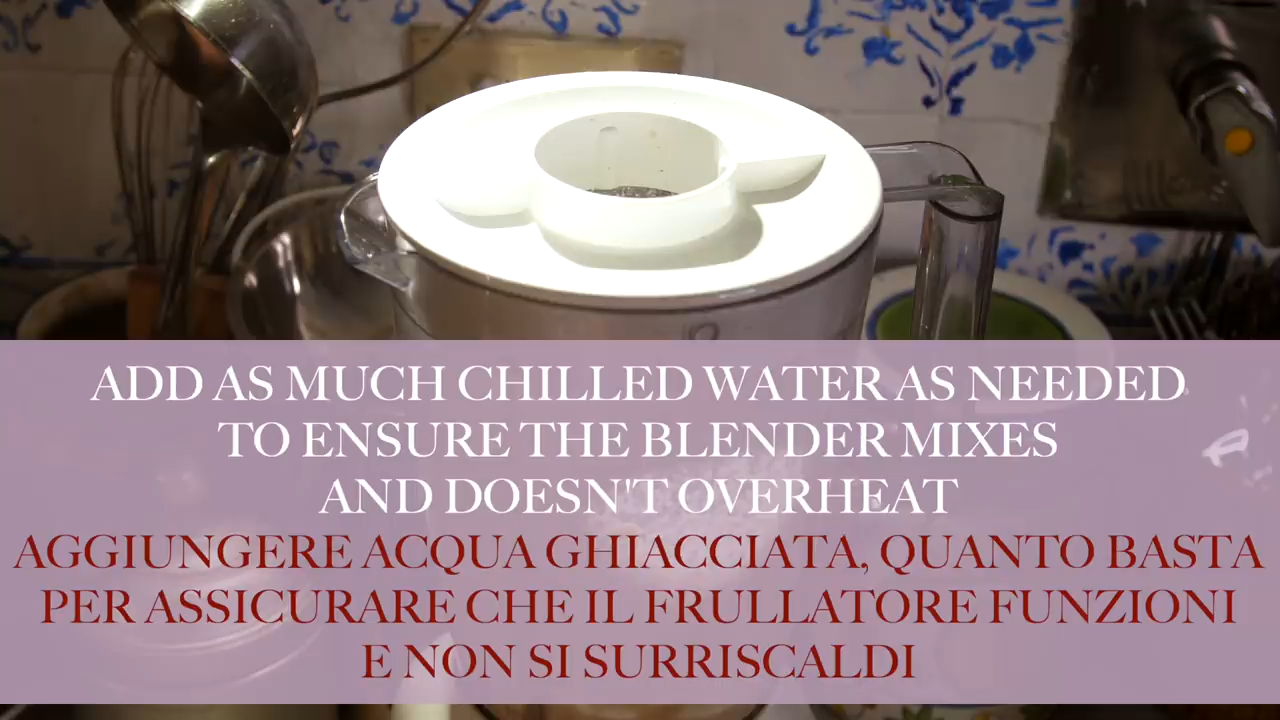 ADD AS MUCH CHILLED WATER AS NEEDED
TO ENSURE THE BLENDER MIXES
AND DOESN'T OVERHEAT
AGGIUNGERE ACQUA GHIACCIATA, QUANTO BASTA
PER ASSICURARE CHE IL FRULLATORE FUNZIONI
E NON SI SURRISCALDI